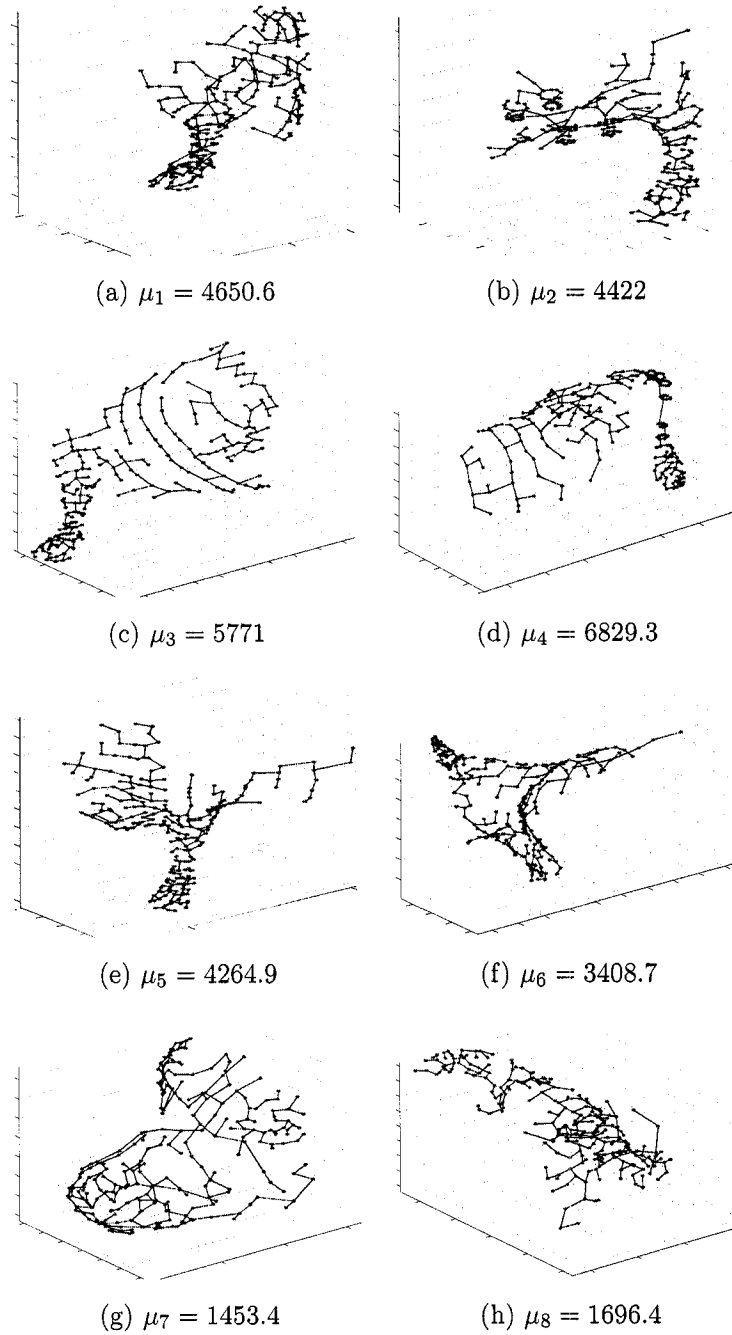 (a) μ₁ = 4650.6
(b) μ₂ = 4422
(c) μ₃ = 5771
(d) μ₄ = 6829.3
(e) μ₅ = 4264.9
(f) μ₆ = 3408.7
(g) μ₇ = 1453.4
(h) μ₈ = 1696.4